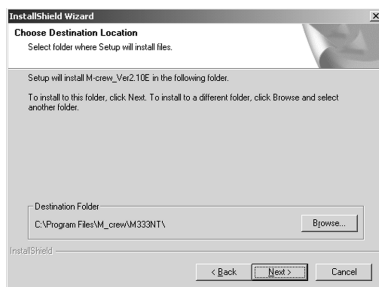 InstallShield Wizard
Choose Destination Location
Select folder where Setup will install files.
Setup will install M-crew_Ver2.10E in the following folder.
To install to this folder, click Next. To install to a different folder, click Browse and select
another folder.
Destination Folder
C:\Program Files\M_crew\M333NT\
Browse...
InstallShield
< Back
Next >
Cancel